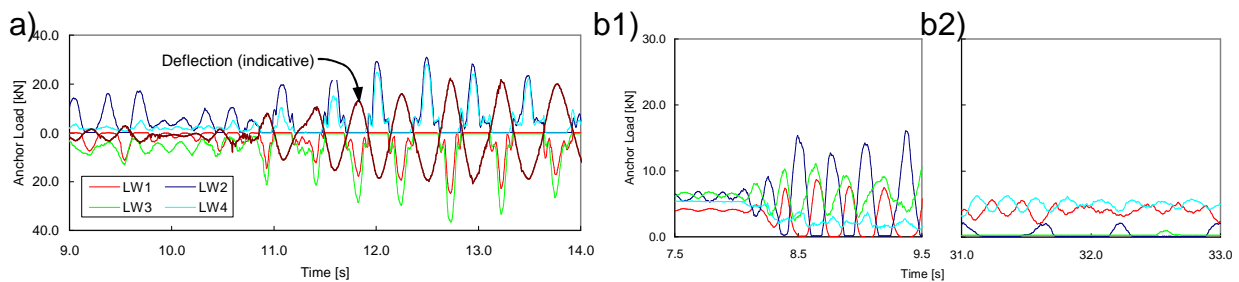 a)
40.0
20.0
0.0
20.0
40.0
Anchor Load [kN]
Deflection (indicative)
LW1 LW2
LW3 LW4
9.0 10.0 11.0 12.0 13.0 14.0
Time [s]
b1)
30.0
20.0
10.0
0.0
Anchor Load [kN]
7.5 8.5 9.5
b2)
31.0 32.0 33.0
Time [s]